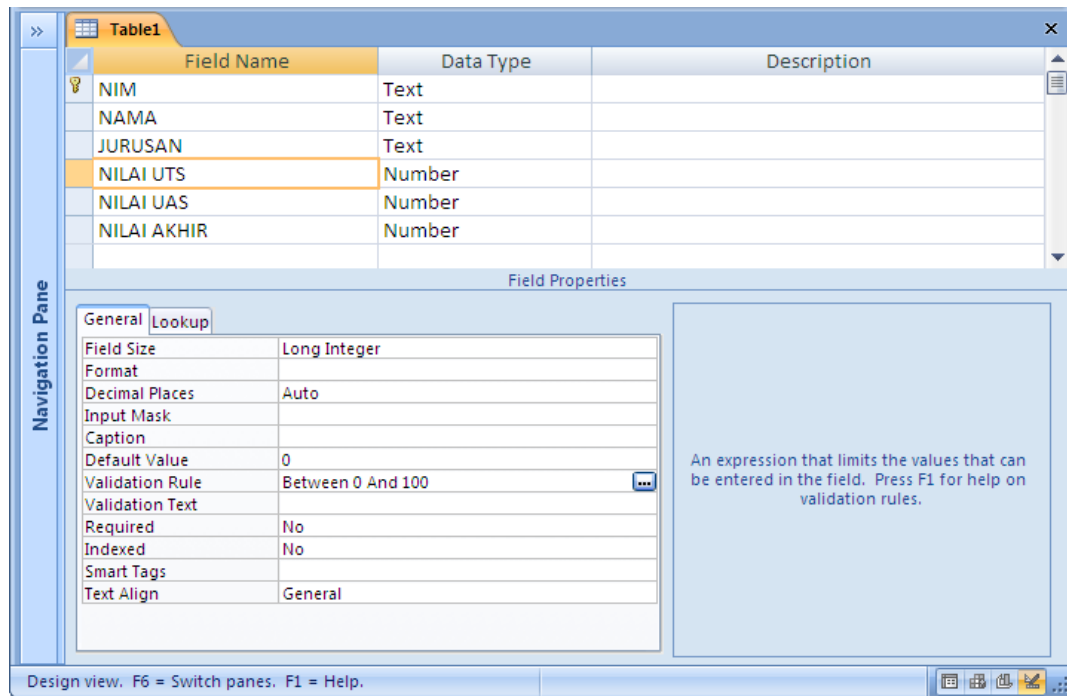 »
Table1
×
Field Name Data Type Description
NIM Text
NAMA Text
JURUSAN Text
NILAI UTS Number
NILAI UAS Number
NILAI AKHIR Number
Field Properties
Navigation Pane
General Lookup
Field Size Long Integer
Format
Decimal Places Auto
Input Mask
Caption
Default Value 0
Validation Rule Between 0 And 100 ...
Validation Text
Required No
Indexed No
Smart Tags
Text Align General
An expression that limits the values that can
be entered in the field. Press F1 for help on
validation rules.
Design view. F6 = Switch panes. F1 = Help.